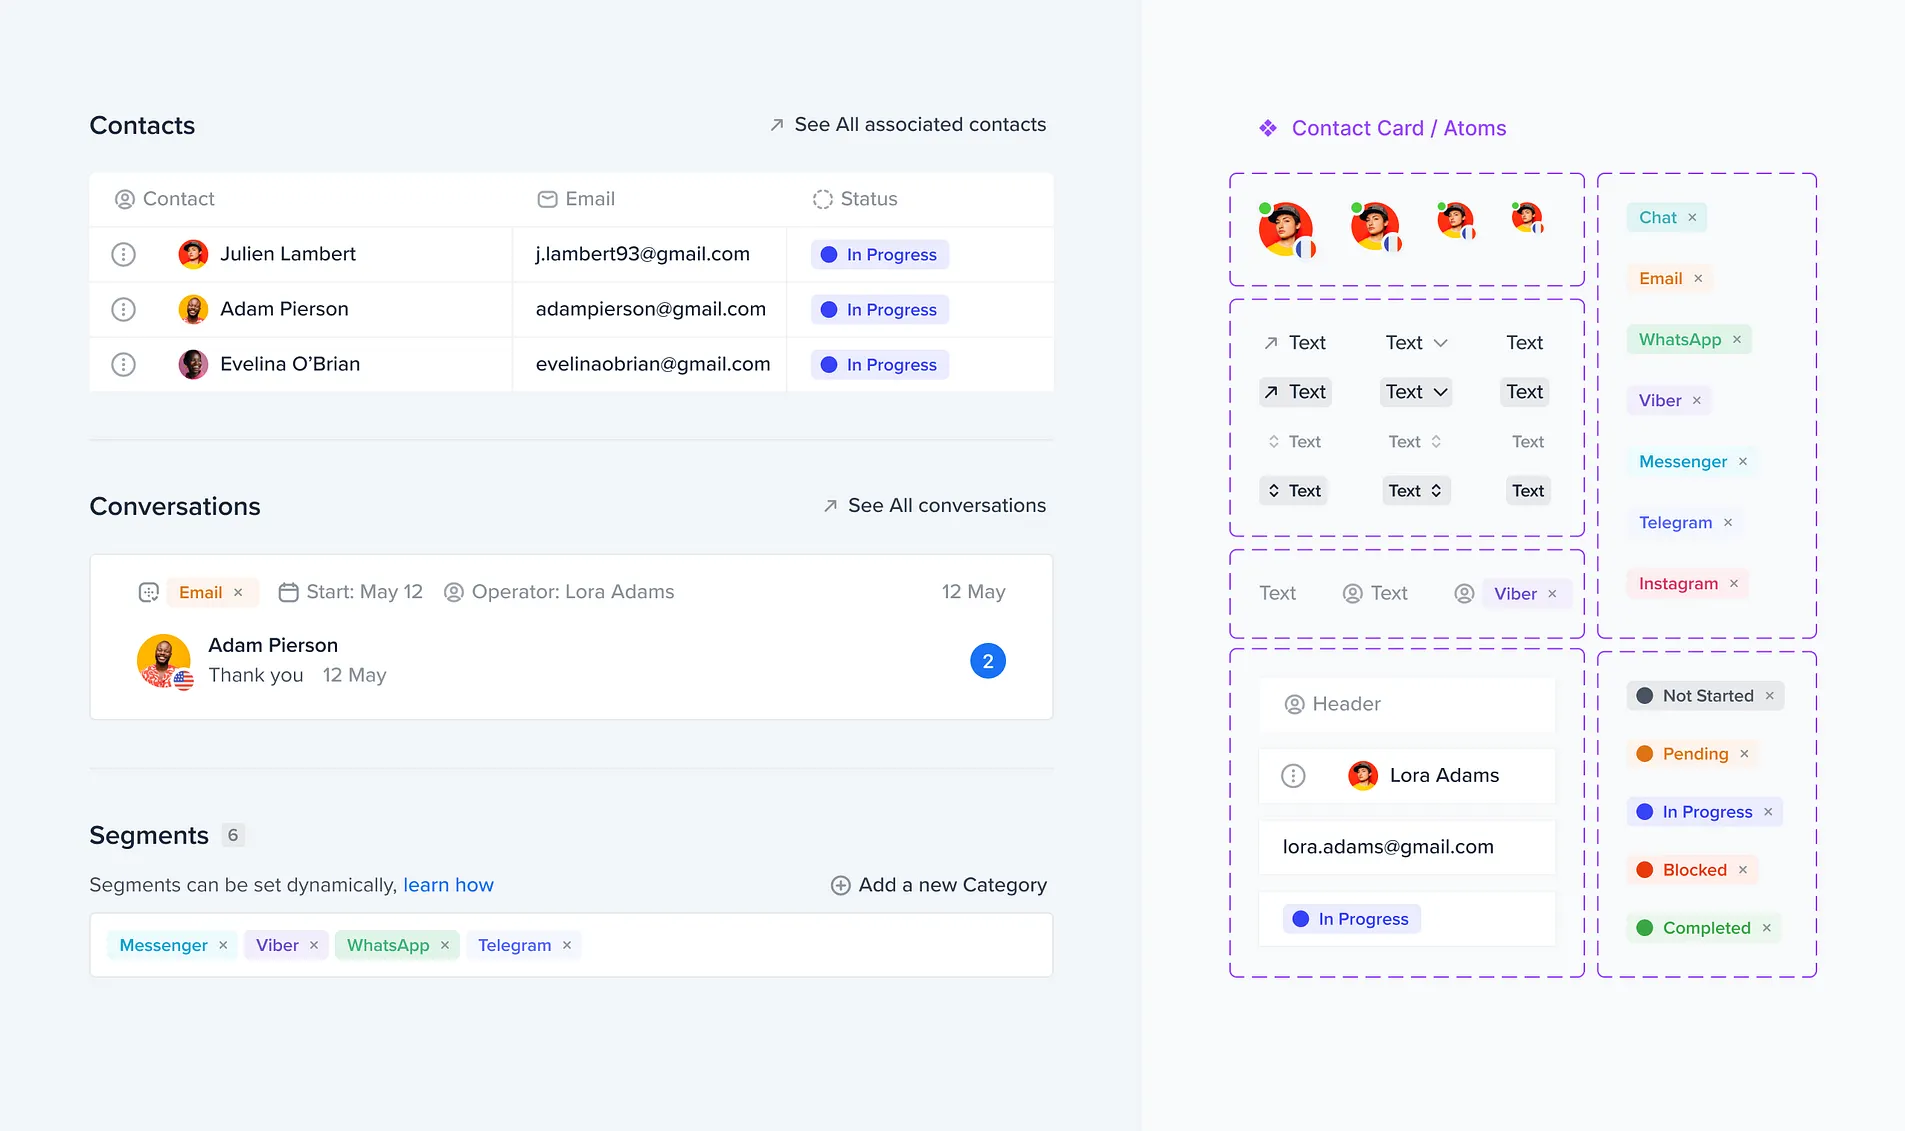 Contacts
See All associated contacts
Contact Email Status
Julien Lambert j.lambert93@gmail.com In Progress
Adam Pierson adampierson@gmail.com In Progress
Evelina O’Brian evelinaobrian@gmail.com In Progress
Conversations
See All conversations
Email × Start: May 12 Operator: Lora Adams 12 May
Adam Pierson
Thank you 12 May
2
Segments 6
Segments can be set dynamically, learn how
Add a new Category
Messenger × Viber × WhatsApp × Telegram ×
Contact Card / Atoms
Text Text Text
Text Text Text
Text Text Text
Text Text Text
Text Text Viber ×
Header
Lora Adams
lora.adams@gmail.com
In Progress
Chat ×
Email ×
WhatsApp ×
Viber ×
Messenger ×
Telegram ×
Instagram ×
Not Started ×
Pending ×
In Progress ×
Blocked ×
Completed ×